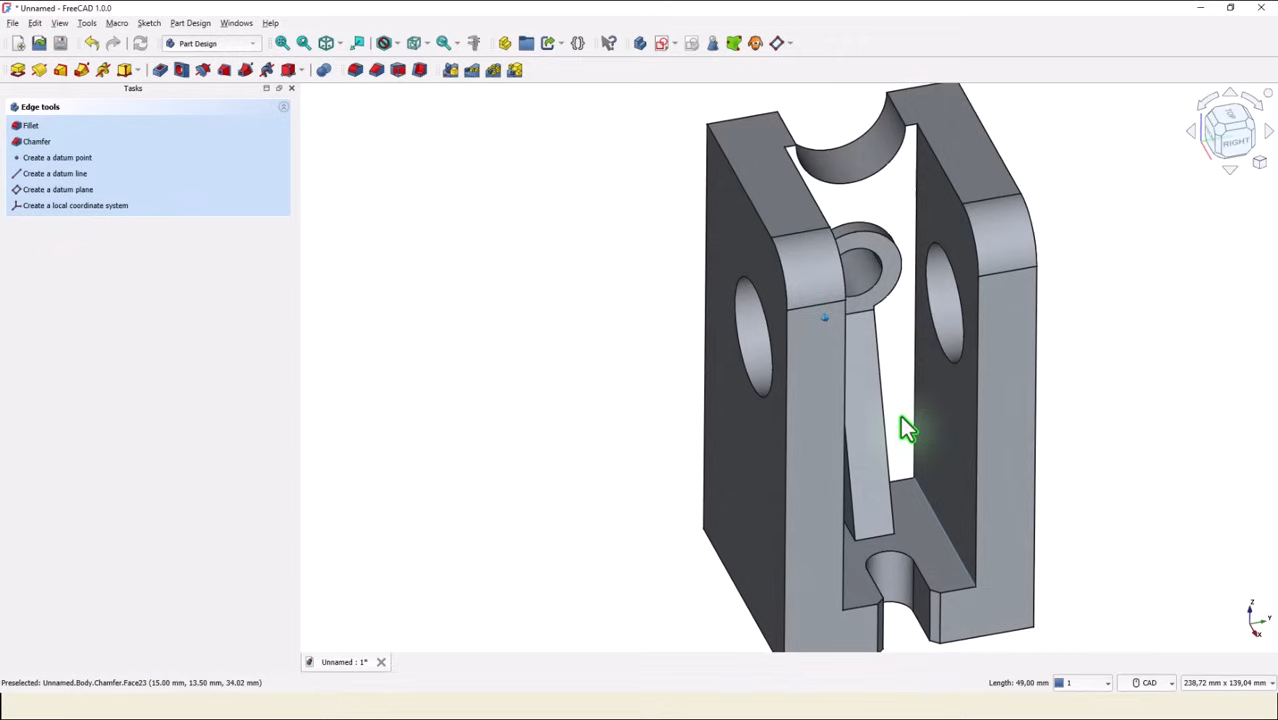 * Unnamed - FreeCAD 1.0.0
File Edit View Tools Macro Sketch Part Design Windows Help
Part Design
Tasks
Edge tools
Fillet
Chamfer
Create a datum point
Create a datum line
Create a datum plane
Create a local coordinate system
TOP
RIGHT
Z
Y
X
Unnamed : 1*
Preselected: Unnamed.Body.Chamfer.Face23 (15.00 mm, 13.50 mm, 34.02 mm)
Length: 49,00 mm
1
CAD
238,72 mm x 139,04 mm